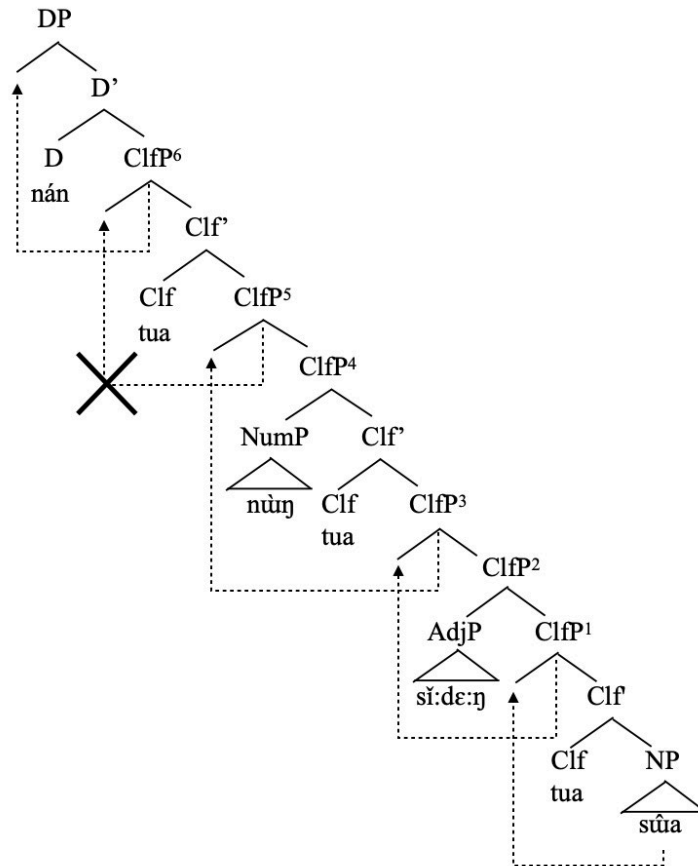 DP
D’
D ClfP6
nán
Clf’
Clf ClfP5
tua
ClfP4
NumP Clf’
nɯ̀ŋ Clf ClfP3
tua
ClfP2
AdjP ClfP1
sǐ:dɛ:ŋ Clf'
Clf NP
tua
sɯ̂a